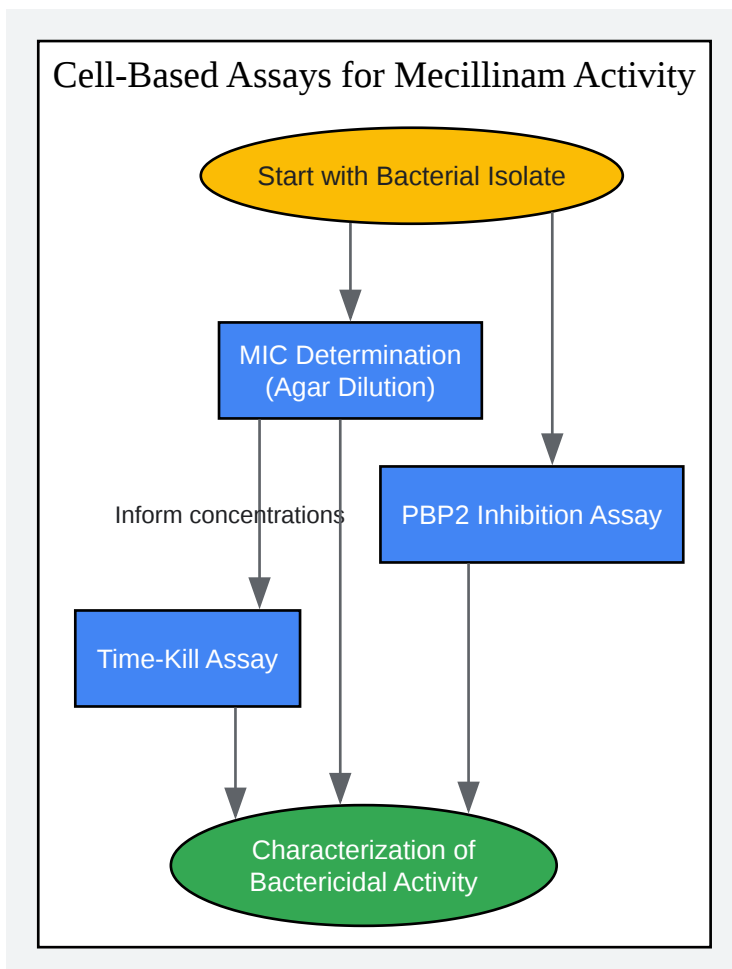 Cell-Based Assays for Mecillinam Activity
Start with Bacterial Isolate
MIC Determination
(Agar Dilution)
Inform concentrations
PBP2 Inhibition Assay
Time-Kill Assay
Characterization of
Bactericidal Activity